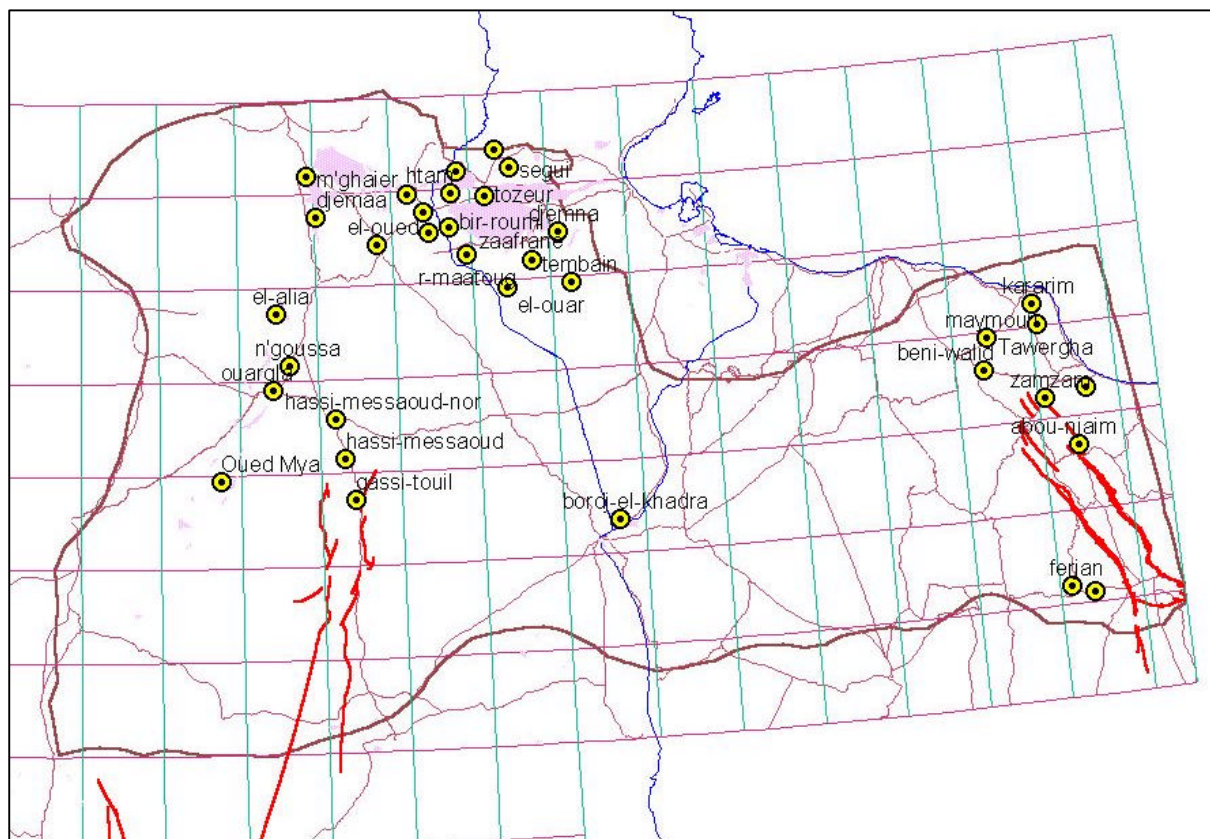 segui
m'ghaier
htam
tozeur
djemaa
djemna
el-oued
bir-roumi
zaafrane
tembain
r-maatoug
el-ouar
kararim
el-alia
maymoun
Tawergha
n'goussa
beni-walid
ouargla
zamzam
hassi-messaoud-nor
abou-njaim
hassi-messaoud
Oued Mya
gassi-touil
borj-el-khadra
ferjan